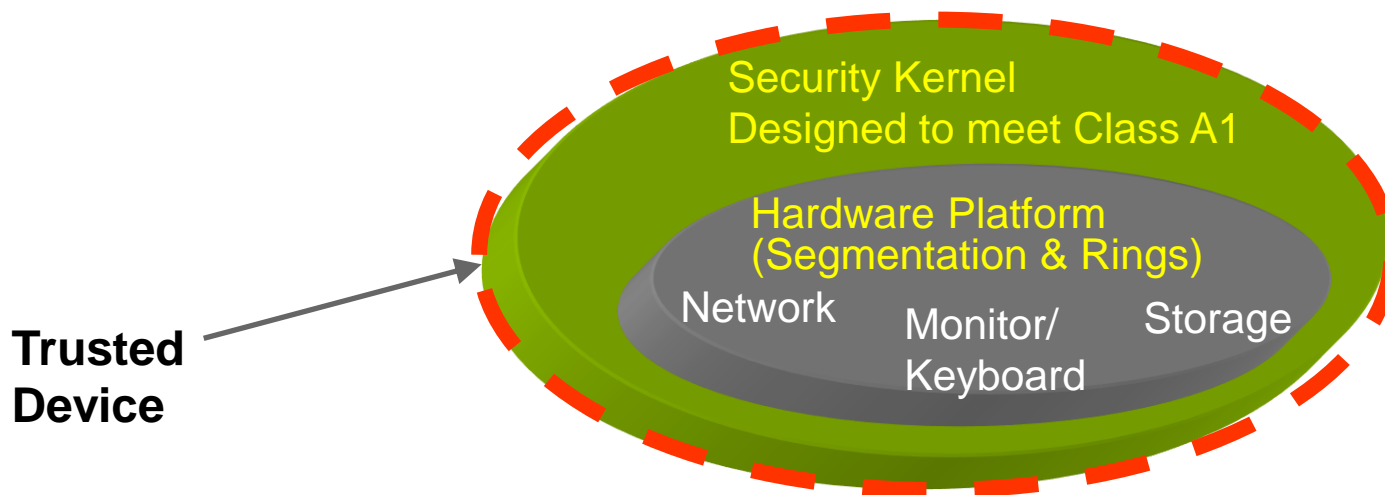 Security Kernel
Designed to meet Class A1
Hardware Platform
(Segmentation & Rings)
Network
Monitor/
Keyboard
Storage
Trusted
Device